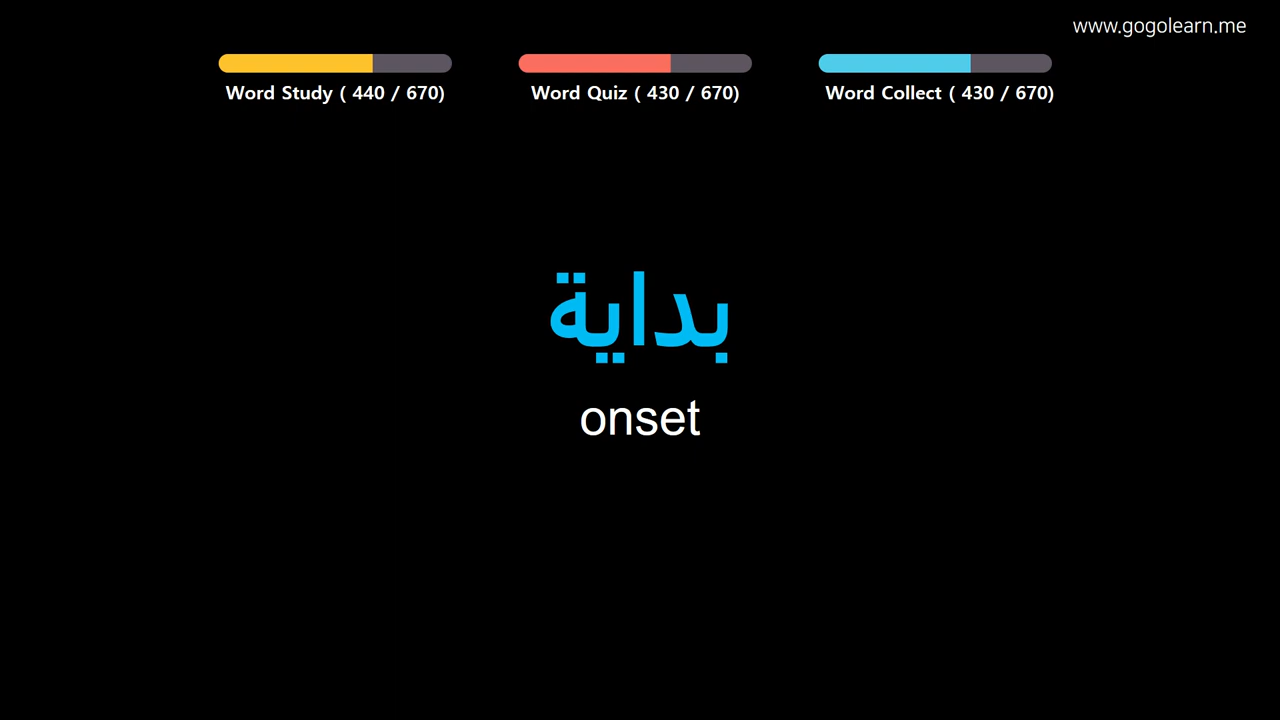 www.gogolearn.me
Word Study ( 440 / 670)
Word Quiz ( 430 / 670)
Word Collect ( 430 / 670)
بداية
onset